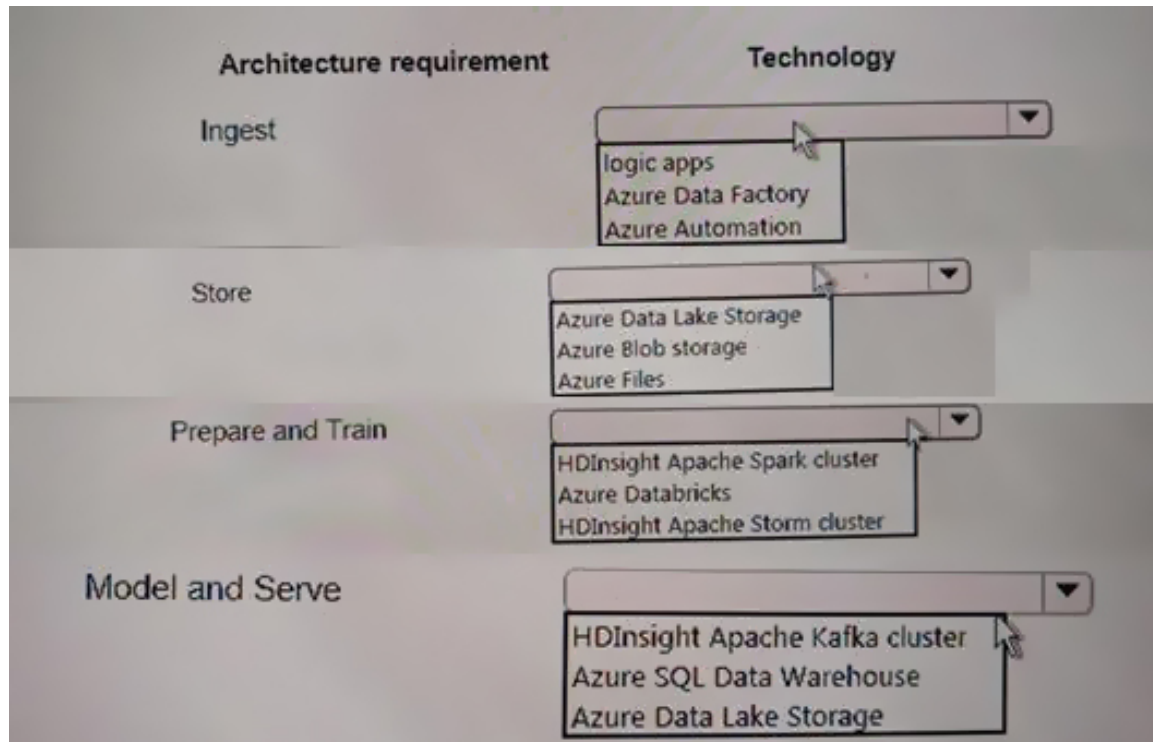 Architecture requirement Technology
Ingest
logic apps
Azure Data Factory
Azure Automation
Store
Azure Data Lake Storage
Azure Blob storage
Azure Files
Prepare and Train
HDInsight Apache Spark cluster
Azure Databricks
HDInsight Apache Storm cluster
Model and Serve
HDInsight Apache Kafka cluster
Azure SQL Data Warehouse
Azure Data Lake Storage